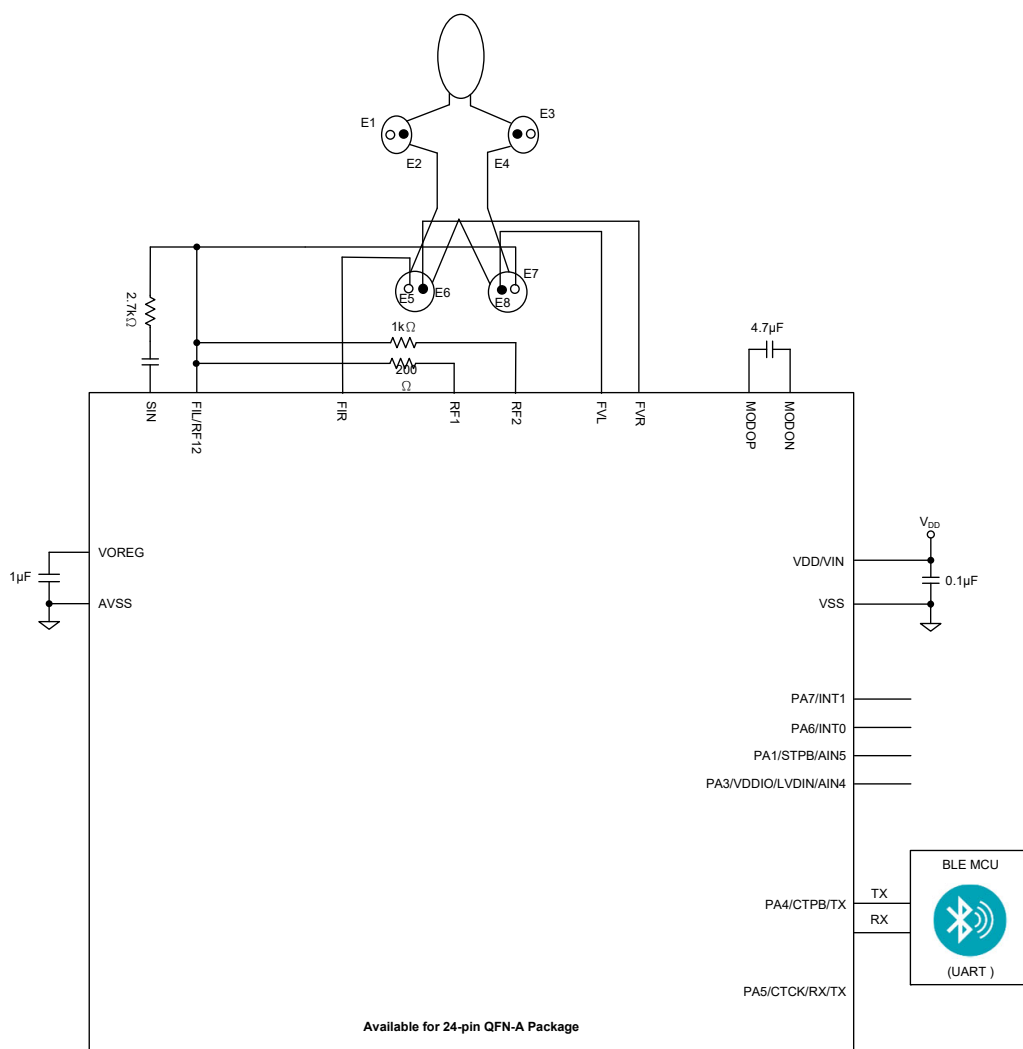 E1
E3
E2
E4
E7
E5
E6
E8
2.7kΩ
1kΩ
200
Ω
4.7µF
SIN
FIL/RF12
FIR
RF1
RF2
FVL
FVR
MODOP
MODON
VOREG
1µF
AVSS
VDD
VDD/VIN
0.1µF
VSS
PA7/INT1
PA6/INT0
PA1/STPB/AIN5
PA3/VDDIO/LVDIN/AIN4
BLE MCU
PA4/CTPB/TX
TX
RX
(UART )
PA5/CTCK/RX/TX
Available for 24-pin QFN-A Package